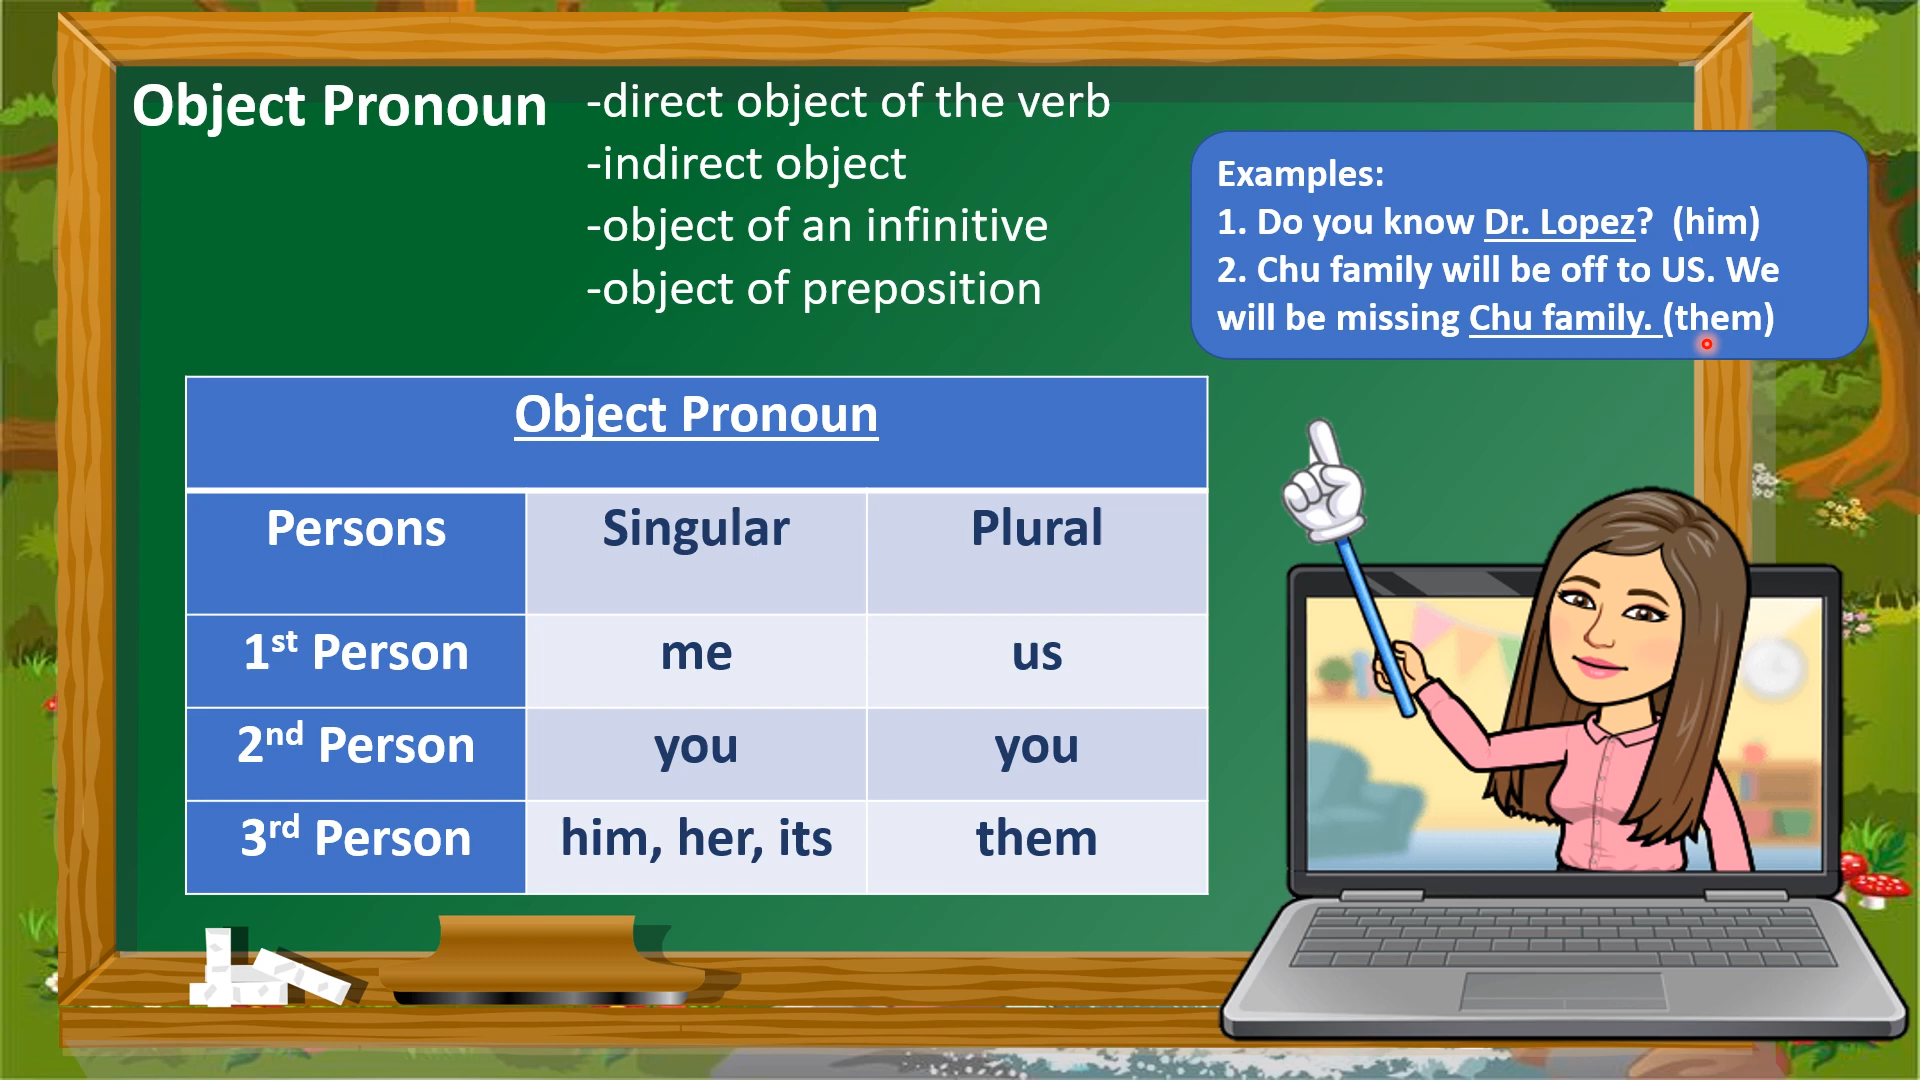 Object Pronoun
-direct object of the verb
-indirect object
-object of an infinitive
-object of preposition
Examples:
1. Do you know Dr. Lopez?  (him)
2. Chu family will be off to US. We
will be missing Chu family. (them)
Object Pronoun
Persons Singular Plural
1st Person me us
2nd Person you you
3rd Person him, her, its them